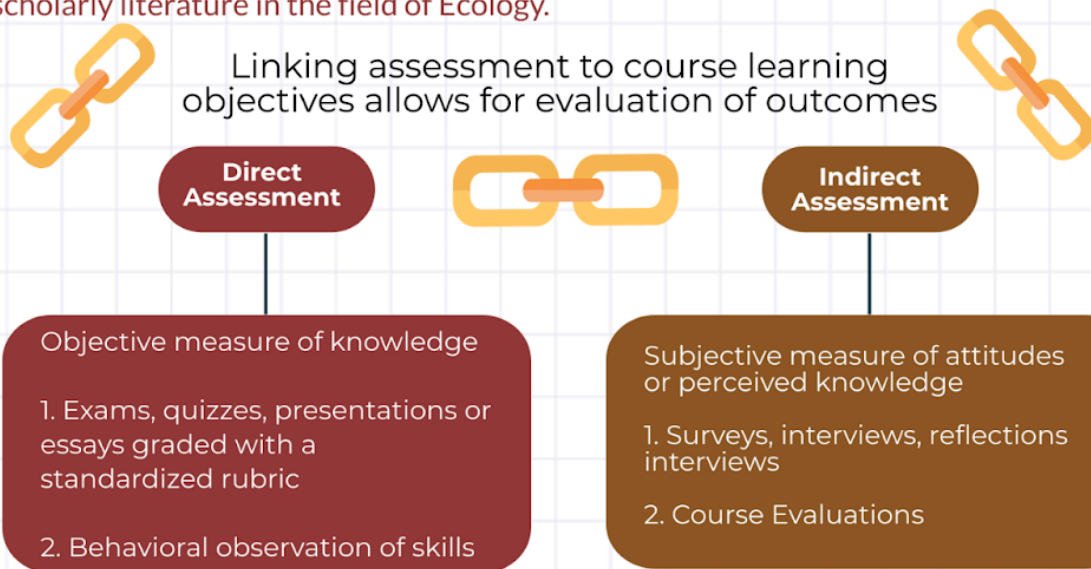 scholarly literature in the field of Ecology.
Linking assessment to course learning
objectives allows for evaluation of outcomes
Direct
Assessment
Objective measure of knowledge
1. Exams, quizzes, presentations or
essays graded with a
standardized rubric
2. Behavioral observation of skills
Indirect
Assessment
Subjective measure of attitudes
or perceived knowledge
1. Surveys, interviews, reflections
interviews
2. Course Evaluations